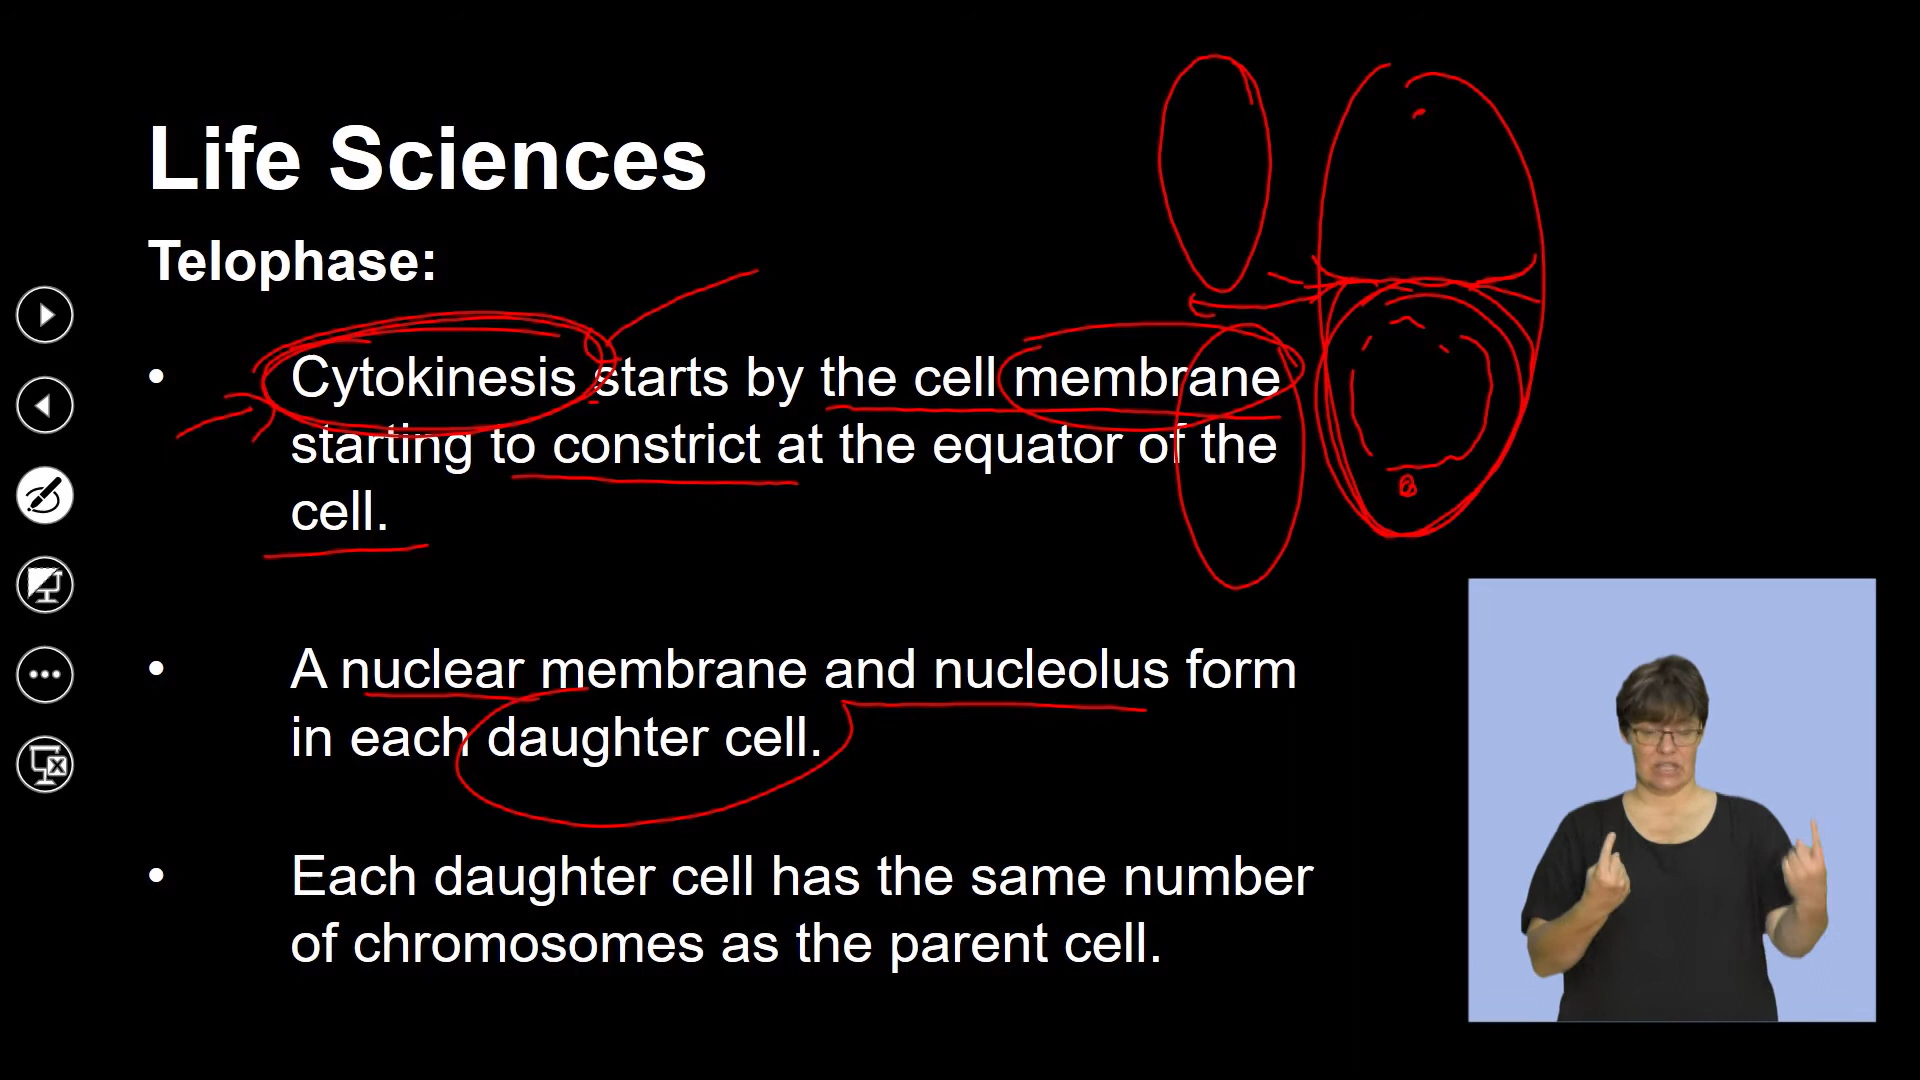 Life Sciences
Telophase:
• Cytokinesis starts by the cell membrane
starting to constrict at the equator of the
cell.
• A nuclear membrane and nucleolus form
in each daughter cell.
• Each daughter cell has the same number
of chromosomes as the parent cell.